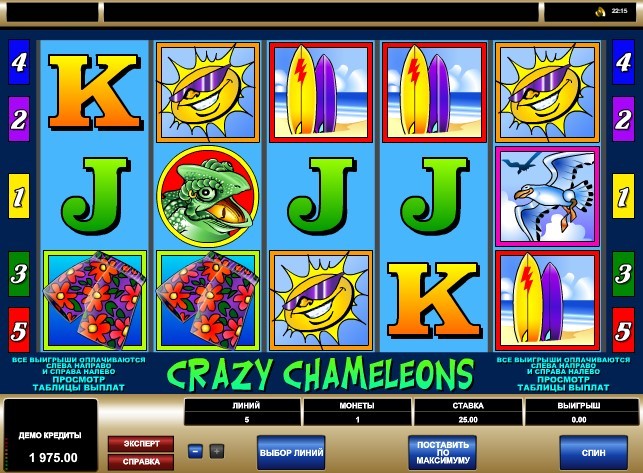 22:15
4
4
K
2
2
1
J
J
J
1
3
3
K
5
5
ВСЕ ВЫИГРЫШИ ОПЛАЧИВАЮТСЯ
СЛЕВА НАПРАВО
И СПРАВА НАЛЕВО
ПРОСМОТР
ТАБЛИЦЫ ВЫПЛАТ
CRAZY CHAMELEONS
ВСЕ ВЫИГРЫШИ ОПЛАЧИВАЮТСЯ
СЛЕВА НАПРАВО
И СПРАВА НАЛЕВО
ПРОСМОТР
ТАБЛИЦЫ ВЫПЛАТ
ДЕМО КРЕДИТЫ
1 975.00
ЭКСПЕРТ
СПРАВКА
ЛИНИЙ
5
МОНЕТЫ
1
СТАВКА
25.00
ВЫИГРЫШ
0.00
-
+
ВЫБОР ЛИНИЙ
ПОСТАВИТЬ
ПО
МАКСИМУМУ
СПИН